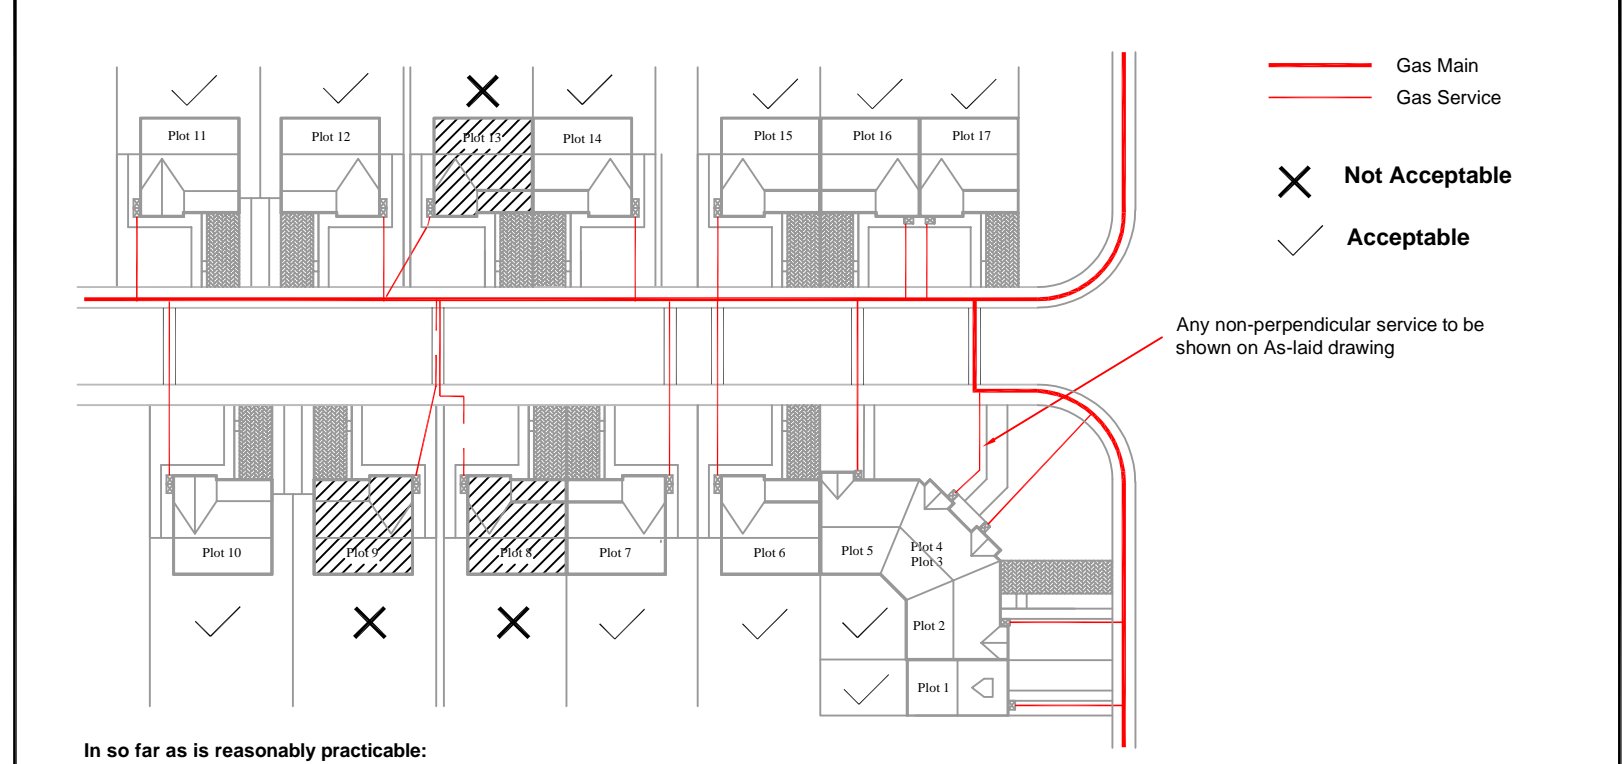 Gas Main
Gas Service
Plot 11
Plot 12
Plot 13
Plot 14
Plot 15
Plot 16
Plot 17
Not Acceptable
Acceptable
Any non-perpendicular service to be
shown on As-laid drawing
Plot 10
Plot 9
Plot 8
Plot 7
Plot 6
Plot 5
Plot 4
Plot 3
Plot 2
Plot 1
In so far as is reasonably practicable: